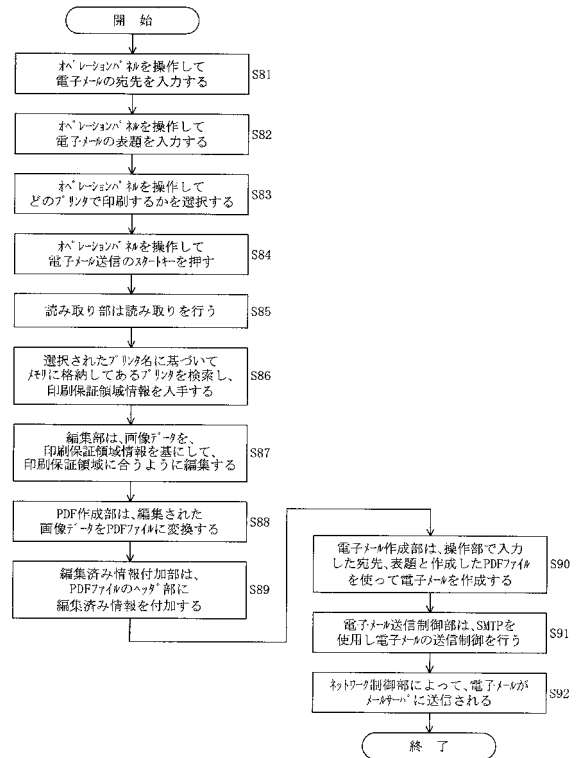 開 始
ｵﾍﾟﾚｰｼｮﾝﾊﾟﾈﾙを操作して
電子ﾒｰﾙの宛先を入力する
S81
ｵﾍﾟﾚｰｼｮﾝﾊﾟﾈﾙを操作して
電子ﾒｰﾙの表題を入力する
S82
ｵﾍﾟﾚｰｼｮﾝﾊﾟﾈﾙを操作して
どのﾌﾟﾘﾝﾀで印刷するかを選択する
S83
ｵﾍﾟﾚｰｼｮﾝﾊﾟﾈﾙを操作して
電子ﾒｰﾙ送信のｽﾀｰﾄｷｰを押す
S84
読み取り部は読み取りを行う
S85
選択されたﾌﾟﾘﾝﾀ名に基づいて
ﾒﾓﾘに格納してあるﾌﾟﾘﾝﾀを検索し、
印刷保証領域情報を入手する
S86
編集部は、画像ﾃﾞｰﾀを、
印刷保証領域情報を基にして、
印刷保証領域に合うように編集する
S87
PDF作成部は、編集された
画像ﾃﾞｰﾀをPDFﾌｧｲﾙに変換する
S88
編集済み情報付加部は、
PDFﾌｧｲﾙのﾍｯﾀﾞ部に
編集済み情報を付加する
S89
電子ﾒｰﾙ作成部は、操作部で入力
した宛先、表題と作成したPDFﾌｧｲﾙ
を使って電子ﾒｰﾙを作成する
S90
電子ﾒｰﾙ送信制御部は、SMTPを
使用し電子ﾒｰﾙの送信制御を行う
S91
ﾈｯﾄﾜｰｸ制御部によって、電子ﾒｰﾙが
ﾒｰﾙｻｰﾊﾞに送信される
S92
終 了